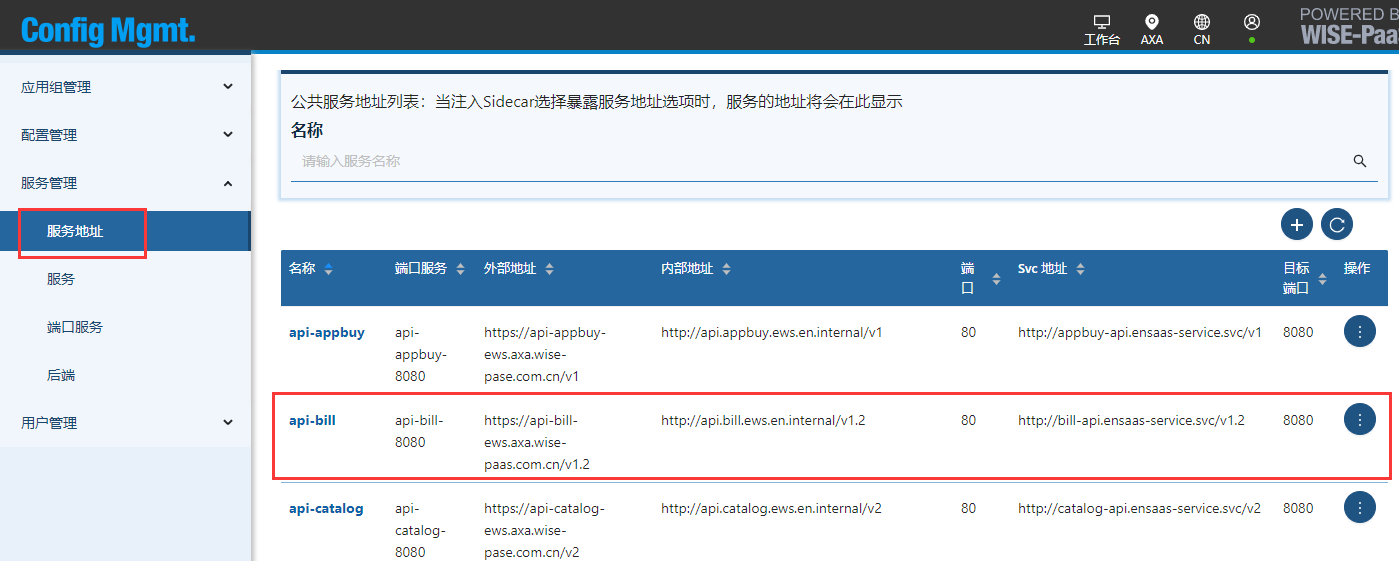 Config Mgmt.
工作台
AXA
CN
POWERED B
WISE-Paa
应用组管理
配置管理
服务管理
服务地址
服务
端口服务
后端
用户管理
公共服务地址列表：当注入Sidecar选择暴露服务地址选项时，服务的地址将会在此显示
名称
请输入服务名称
名称 端口服务 外部地址 内部地址 端 Svc 地址 目标 操作
口 端口
api-appbuy api- https://api-appbuy- http://api.appbuy.ews.en.internal/v1 80 http://appbuy-api.ensaas-service.svc/v1 8080
appbuy- ews.axa.wise-
8080 pase.com.cn/v1
api-bill api-bill- https://api-bill- http://api.bill.ews.en.internal/v1.2 80 http://bill-api.ensaas-service.svc/v1.2 8080
8080 ews.axa.wise-
paas.com.cn/v1.2
api-catalog api- https://api-catalog- http://api.catalog.ews.en.internal/v2 80 http://catalog-api.ensaas-service.svc/v2 8080
catalog- ews.axa.wise-
8080 pase.com.cn/v2